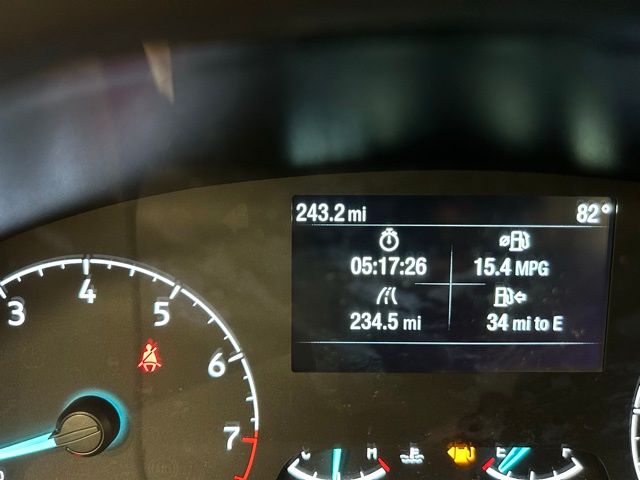 243.2 mi 82°
05:17:26 15.4 MPG
234.5 mi 34 mi to E
3 4 5 6 7
C H E F